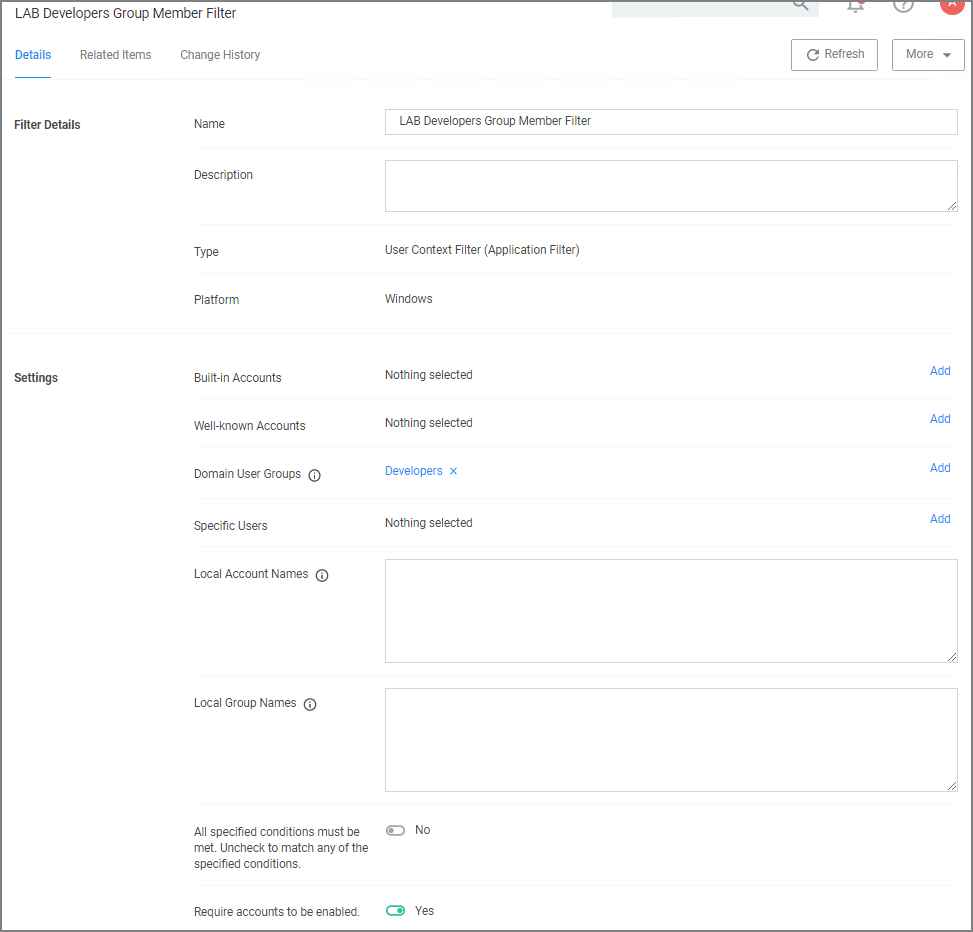 LAB Developers Group Member Filter
A
Details
Related Items
Change History
Refresh
More
Filter Details
Name
LAB Developers Group Member Filter
Description
Type
User Context Filter (Application Filter)
Platform
Windows
Settings
Built-in Accounts
Nothing selected
Add
Well-known Accounts
Nothing selected
Add
Domain User Groups
Developers ×
Add
Specific Users
Nothing selected
Add
Local Account Names
Local Group Names
All specified conditions must be
met. Uncheck to match any of the
specified conditions.
No
Require accounts to be enabled.
Yes